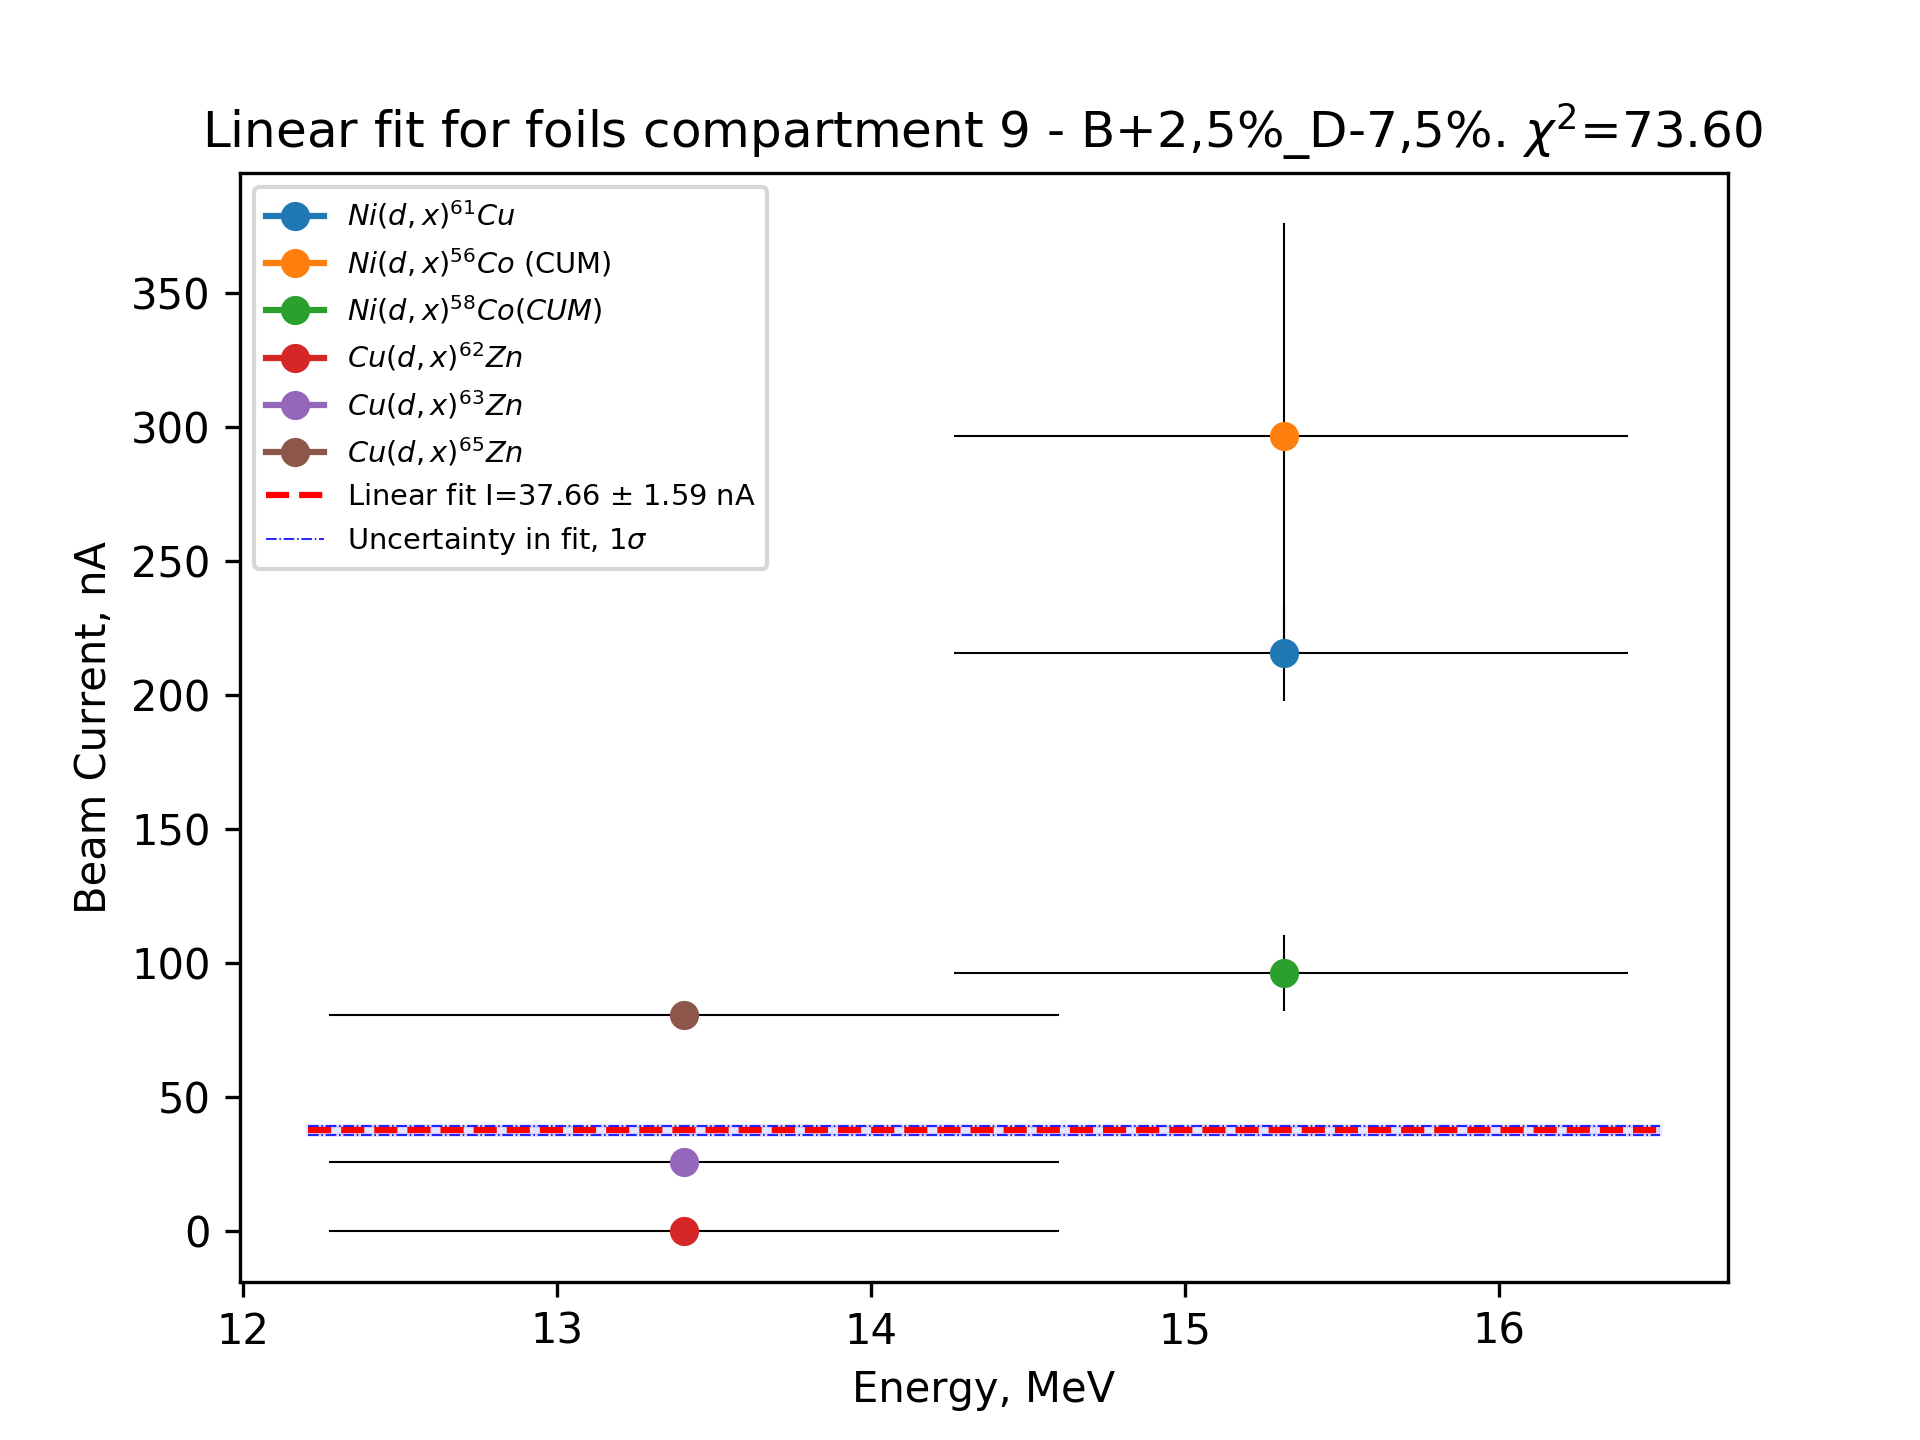 Linear fit for foils compartment 9 - B+2,5%_D-7,5%. χ²=73.60
Ni(d, x)⁶¹Cu
Ni(d, x)⁵⁶Co (CUM)
Ni(d, x)⁵⁸Co(CUM)
Cu(d, x)⁶²Zn
Cu(d, x)⁶³Zn
Cu(d, x)⁶⁵Zn
Linear fit I=37.66 ± 1.59 nA
Uncertainty in fit, 1σ
Beam Current, nA
350
300
250
200
150
100
50
0
12 13 14 15 16
Energy, MeV